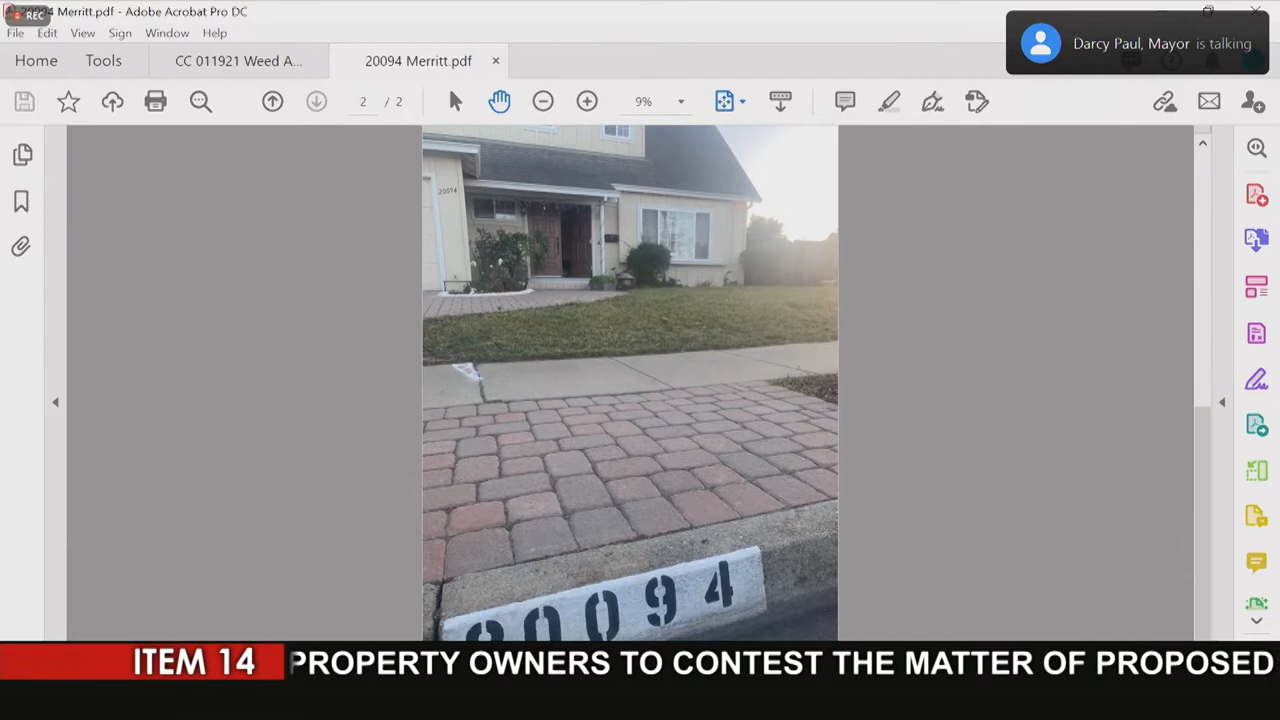 REC
4 Merritt.pdf - Adobe Acrobat Pro DC
File Edit View Sign Window Help
Darcy Paul, Mayor is talking
Home Tools CC 011921 Weed A... 20094 Merritt.pdf ×
2 / 2 9%
20094
20094
ITEM 14 PROPERTY OWNERS TO CONTEST THE MATTER OF PROPOSED